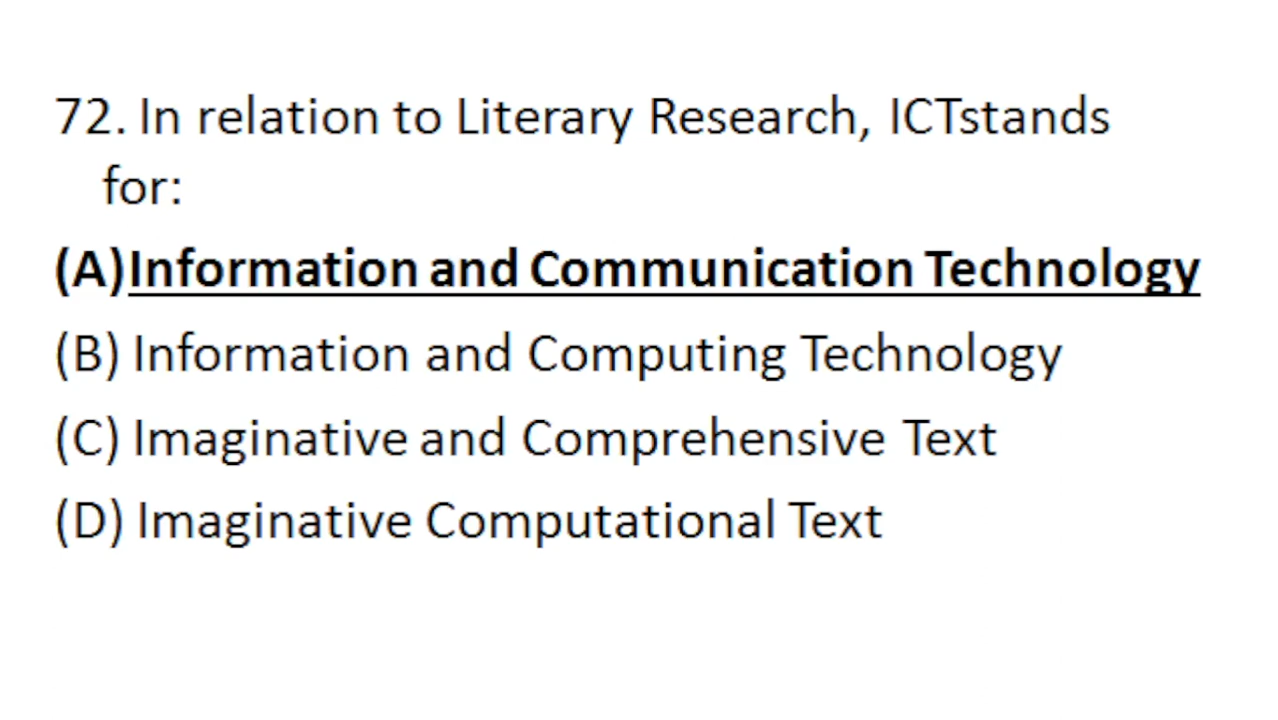 72. In relation to Literary Research, ICTstands
for:
(A)Information and Communication Technology
(B) Information and Computing Technology
(C) Imaginative and Comprehensive Text
(D) Imaginative Computational Text